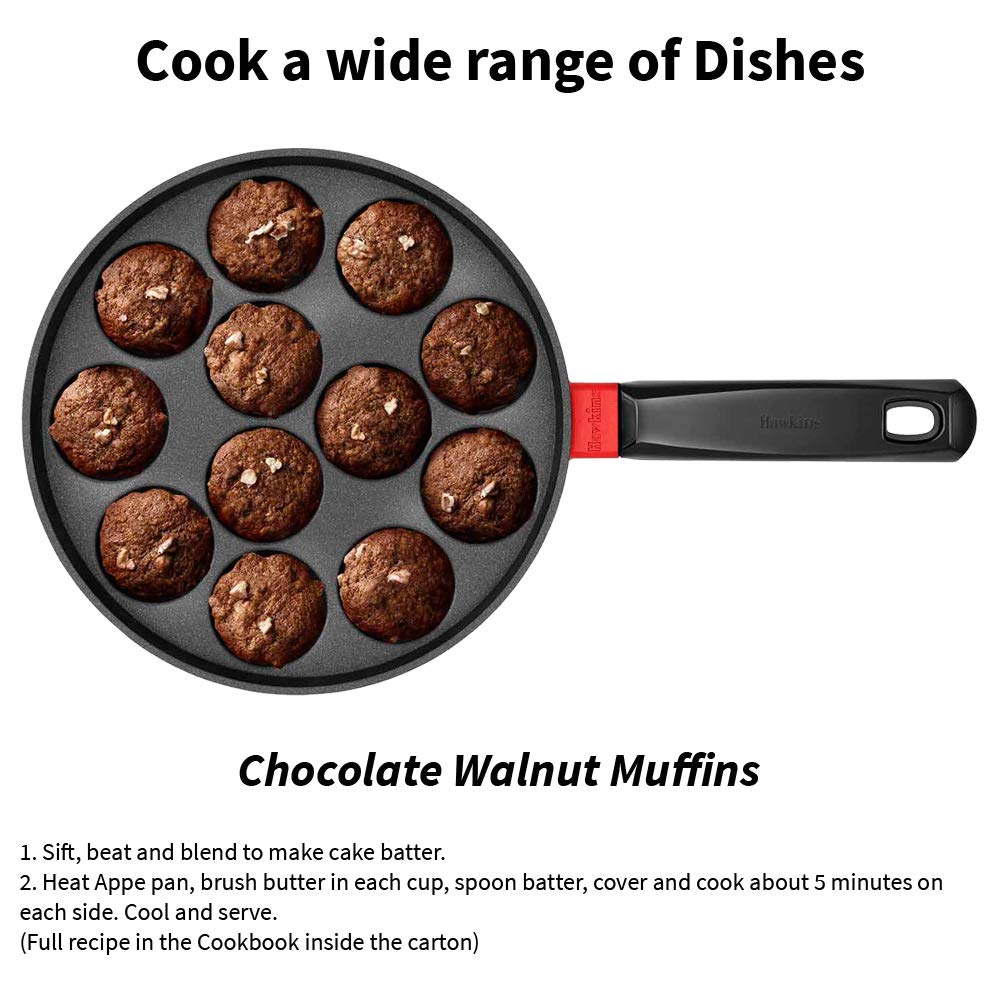 Cook a wide range of Dishes
Hawkins
Hawkins
Chocolate Walnut Muffins
1. Sift, beat and blend to make cake batter.
2. Heat Appe pan, brush butter in each cup, spoon batter, cover and cook about 5 minutes on
each side. Cool and serve.
(Full recipe in the Cookbook inside the carton)